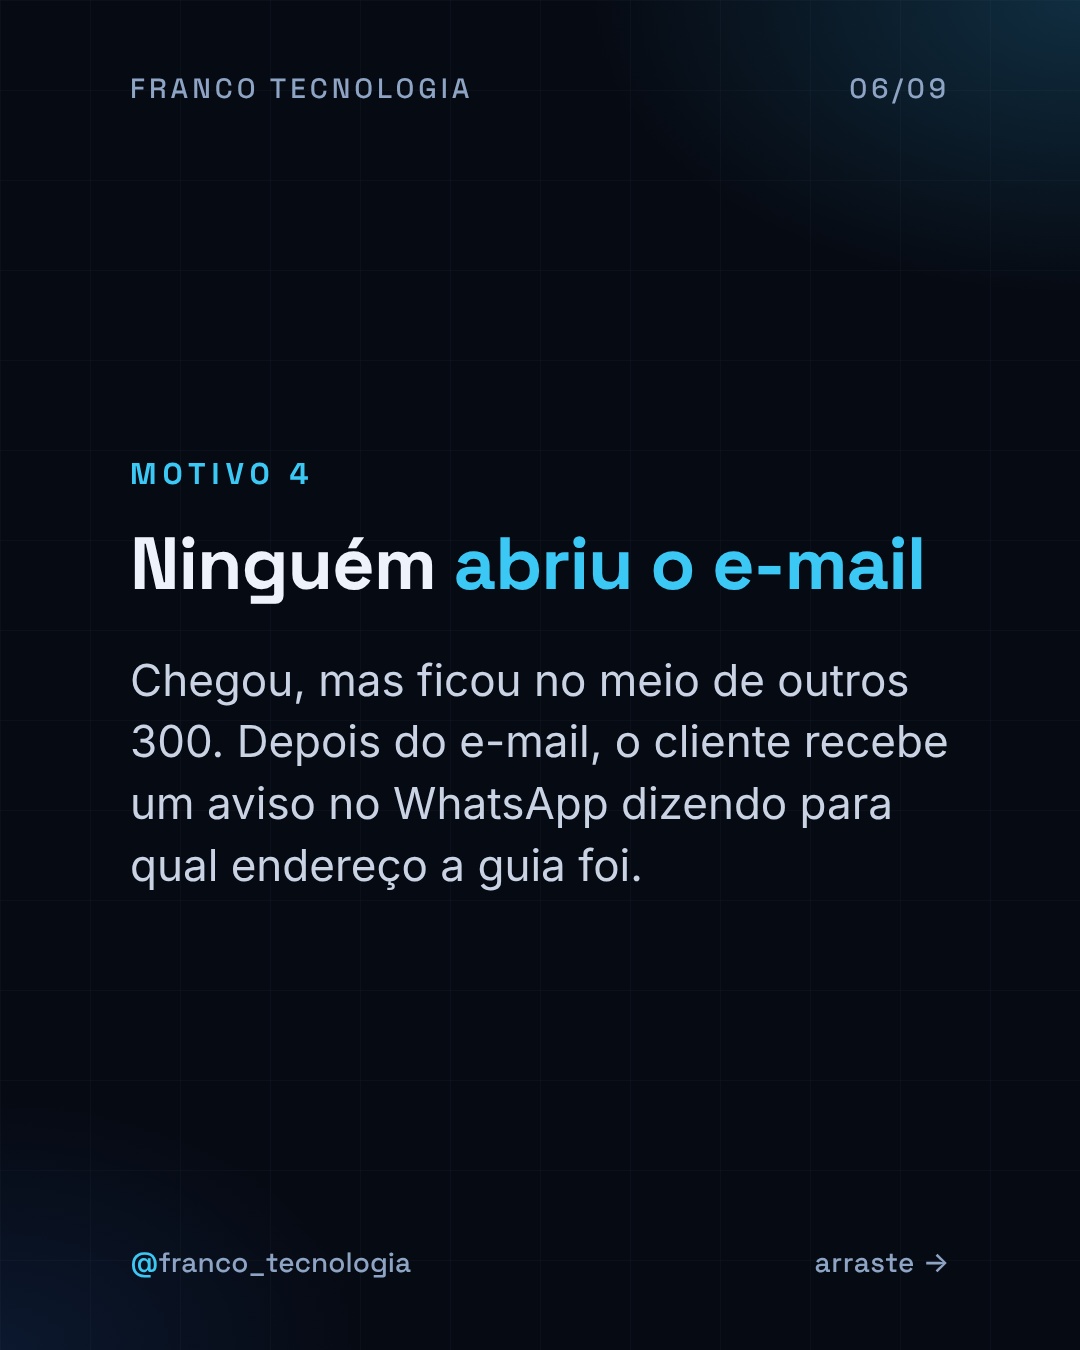 FRANCO TECNOLOGIA 06/09
MOTIVO 4
Ninguém abriu o e-mail
Chegou, mas ficou no meio de outros
300. Depois do e-mail, o cliente recebe
um aviso no WhatsApp dizendo para
qual endereço a guia foi.
@franco_tecnologia arraste →